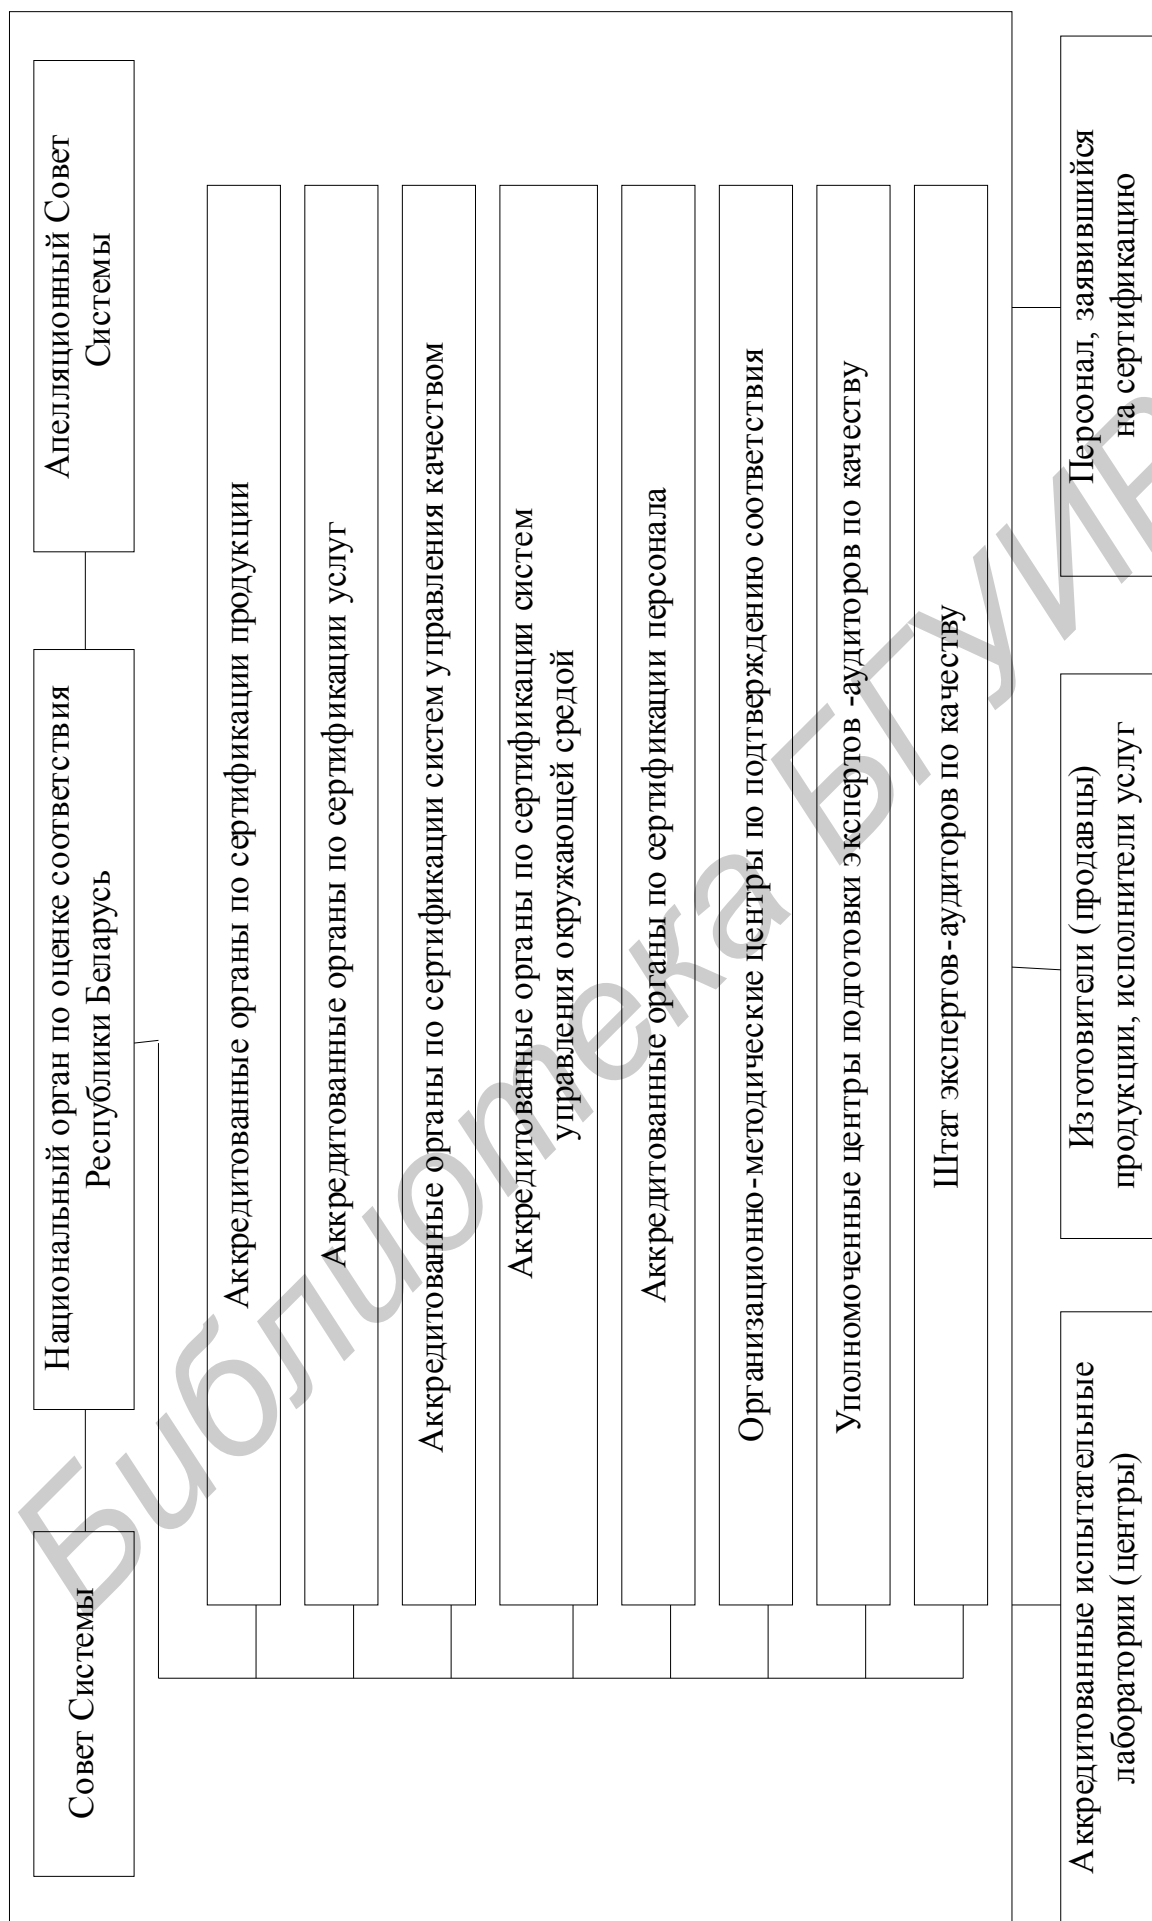 Совет Системы
Национальный орган по оценке соответствия
Республики Беларусь
Апелляционный Совет
Системы
Аккредитованные органы по сертификации продукции
Аккредитованные органы по сертификации услуг
Аккредитованные органы по сертификации систем управления качеством
Аккредитованные органы по сертификации систем
управления окружающей средой
Аккредитованные органы по сертификации персонала
Организационно-методические центры по подтверждению соответствия
Уполномоченные центры подготовки экспертов -аудиторов по качеству
Штат экспертов-аудиторов по качеству
Аккредитованные испытательные
лаборатории (центры)
Изготовители (продавцы)
продукции, исполнители услуг
Персонал, заявившийся
на сертификацию
Библиотека